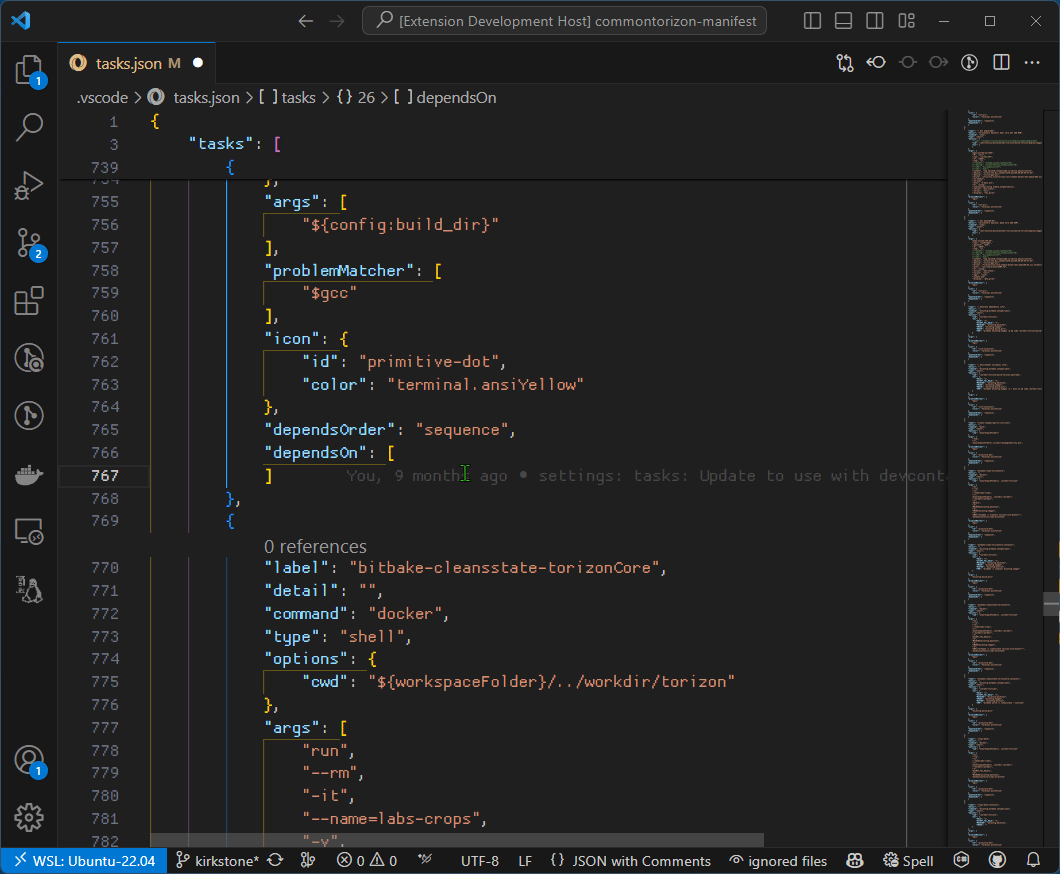 [Extension Development Host] commontorizon-manifest
1
tasks.json M
.vscode > tasks.json > [ ] tasks > {} 26 > [ ] dependsOn
1 {
3 "tasks": [
739 {
755 "args": [
756 "${config:build_dir}"
757 ],
758 "problemMatcher": [
759 "$gcc"
760 ],
761 "icon": {
762 "id": "primitive-dot",
763 "color": "terminal.ansiYellow"
764 },
765 "dependsOrder": "sequence",
766 "dependsOn": [
767 ] You, 9 months ago • settings: tasks: Update to use with devcont
768 },
769 {
0 references
770 "label": "bitbake-cleansstate-torizonCore",
771 "detail": "",
772 "command": "docker",
773 "type": "shell",
774 "options": {
775 "cwd": "${workspaceFolder}/../workdir/torizon"
776 },
777 "args": [
778 "run",
779 "--rm",
780 "-it",
781 "--name=labs-crops",
782 "-v",
2
1
WSL: Ubuntu-22.04 kirkstone* 0 0 UTF-8 LF {} JSON with Comments ignored files Spell